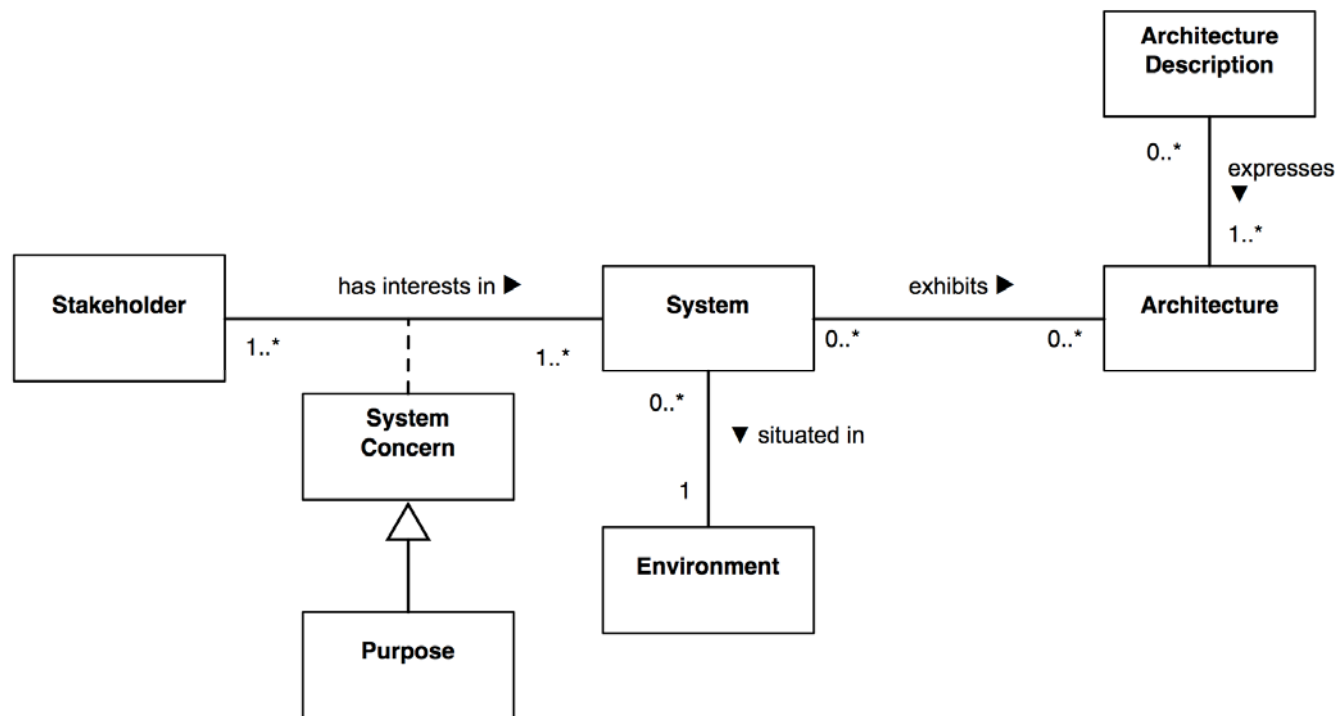 Architecture
Description
0..*
expresses
▼
1..*
Stakeholder
has interests in ▶
System
exhibits ▶
Architecture
1..*
1..*
0..*
0..*
System
Concern
0..*
▼ situated in
1
Environment
Purpose